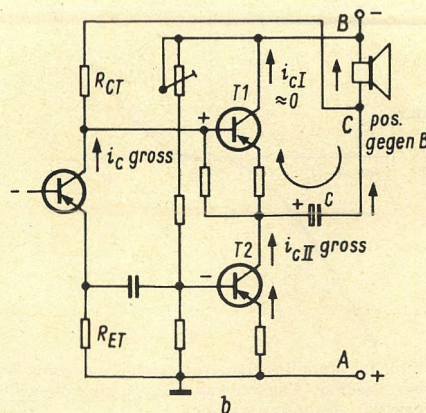 B −
R_CT
T1
i_cI
≈0
C
pos.
gegen B
+
i_c gross
−
+ C
i_cII gross
−
T2
R_ET
A
+
b